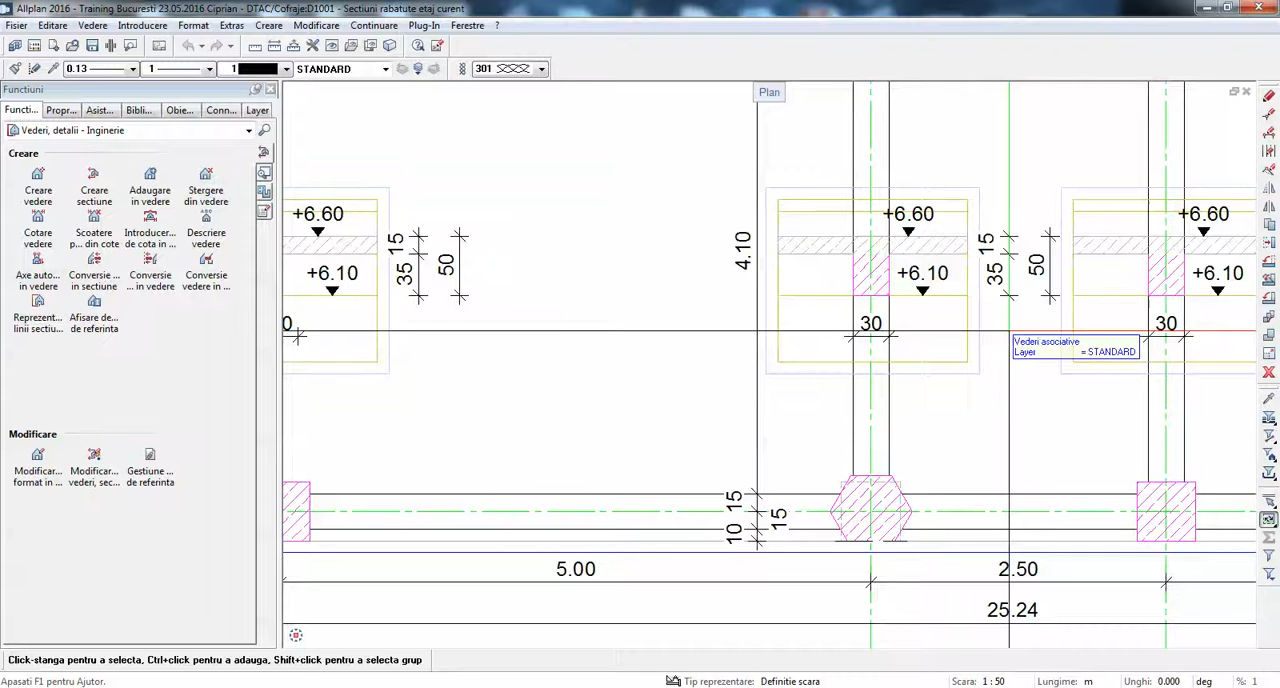 Allplan 2016 - Training Bucuresti 23.05.2016 Ciprian - DTAC/Cofraje:D1001 - Sectiuni rabatute etaj curent
Fisier Editare Vedere Introducere Format Extras Creare Modificare Continuare Plug-In Ferestre ?
0.13 1 1 STANDARD 301
Functiuni
Functi... Propr... Asist... Bibli... Obie... Conn... Layer
Vederi, detalii - Inginerie
Creare
Creare vedere
Creare sectiune
Adaugare in vedere
Stergere din vedere
Cotare vedere
Scoatere p... din cote
Introducer... de cota in ...
Descriere vedere
Axe auto... in vedere
Conversie ... in sectiune
Conversie ... in vedere
Conversie vedere in ...
Reprezent... linii sectiu...
Afisare de... de referinta
Modificare
Modificar... format in ...
Modificar... vederi, sec...
Gestiune ... de referinta
Plan
+6.60 +6.60 +6.60
15 15
4.10
35 50 35 50
+6.10 +6.10 +6.10
0 30 30
Vederi asociative
Layer = STANDARD
15
15
10
5.00 2.50
25.24
Click-stanga pentru a selecta, Ctrl+click pentru a adauga, Shift+click pentru a selecta grup
Apasati F1 pentru Ajutor. Tip reprezentare: Definitie scara Scara: 1 : 50 Lungime: m Unghi: 0.000 deg %: 1